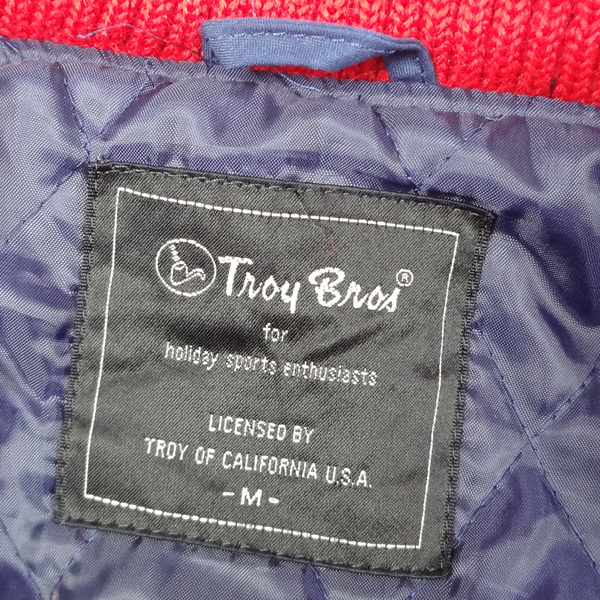 Troy Bros®
for
holiday sports enthusiasts
LICENSED BY
TROY OF CALIFORNIA U.S.A.
- M -